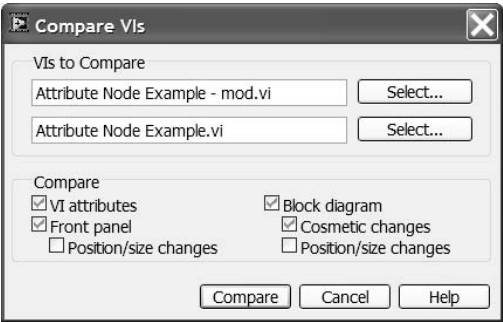 Compare VIs
VIs to Compare
Attribute Node Example - mod.vi
Select...
Attribute Node Example.vi
Select...
Compare
VI attributes
Block diagram
Front panel
Cosmetic changes
Position/size changes
Position/size changes
Compare
Cancel
Help